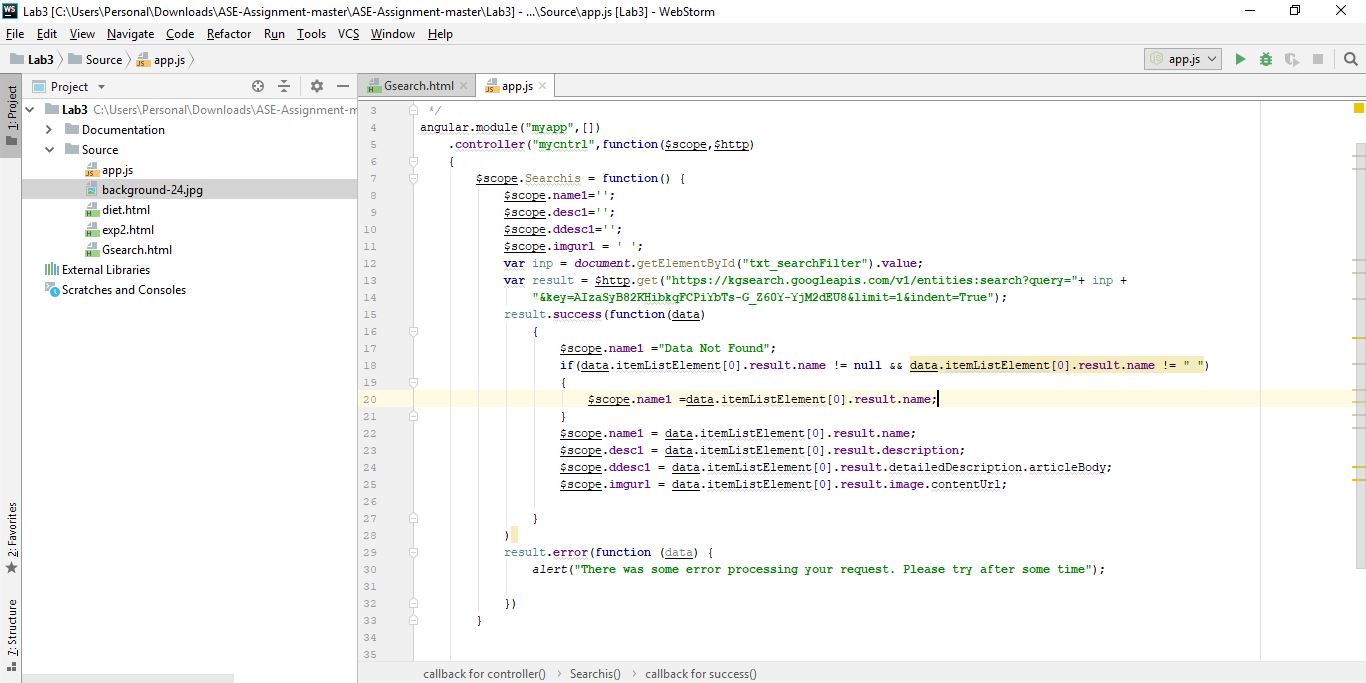 Lab3 [C:\Users\Personal\Downloads\ASE-Assignment-master\ASE-Assignment-master\Lab3] - ...\Source\app.js [Lab3] - WebStorm
File Edit View Navigate Code Refactor Run Tools VCS Window Help
Lab3 Source app.js
app.js
1: Project
2: Favorites
7: Structure
Project
Lab3 C:\Users\Personal\Downloads\ASE-Assignment-m
Documentation
Source
app.js
background-24.jpg
diet.html
exp2.html
Gsearch.html
External Libraries
Scratches and Consoles
Gsearch.html app.js
3 */
4 angular.module("myapp",[])
5 .controller("mycntrl",function($scope,$http)
6 {
7 $scope.Searchis = function() {
8 $scope.name1='';
9 $scope.desc1='';
10 $scope.ddesc1='';
11 $scope.imgurl = ' ';
12 var inp = document.getElementById("txt_searchFilter").value;
13 var result = $http.get("https://kgsearch.googleapis.com/v1/entities:search?query="+ inp +
14 "&key=AIzaSyB82KHibkqFCPiYbTs-G_Z60Y-YjM2dEU8&limit=1&indent=True");
15 result.success(function(data)
16 {
17 $scope.name1 ="Data Not Found";
18 if(data.itemListElement[0].result.name != null && data.itemListElement[0].result.name != " ")
19 {
20 $scope.name1 =data.itemListElement[0].result.name;
21 }
22 $scope.name1 = data.itemListElement[0].result.name;
23 $scope.desc1 = data.itemListElement[0].result.description;
24 $scope.ddesc1 = data.itemListElement[0].result.detailedDescription.articleBody;
25 $scope.imgurl = data.itemListElement[0].result.image.contentUrl;
26
27 }
28 )
29 result.error(function (data) {
30 alert("There was some error processing your request. Please try after some time");
31
32 })
33 }
34
35
callback for controller() Searchis() callback for success()